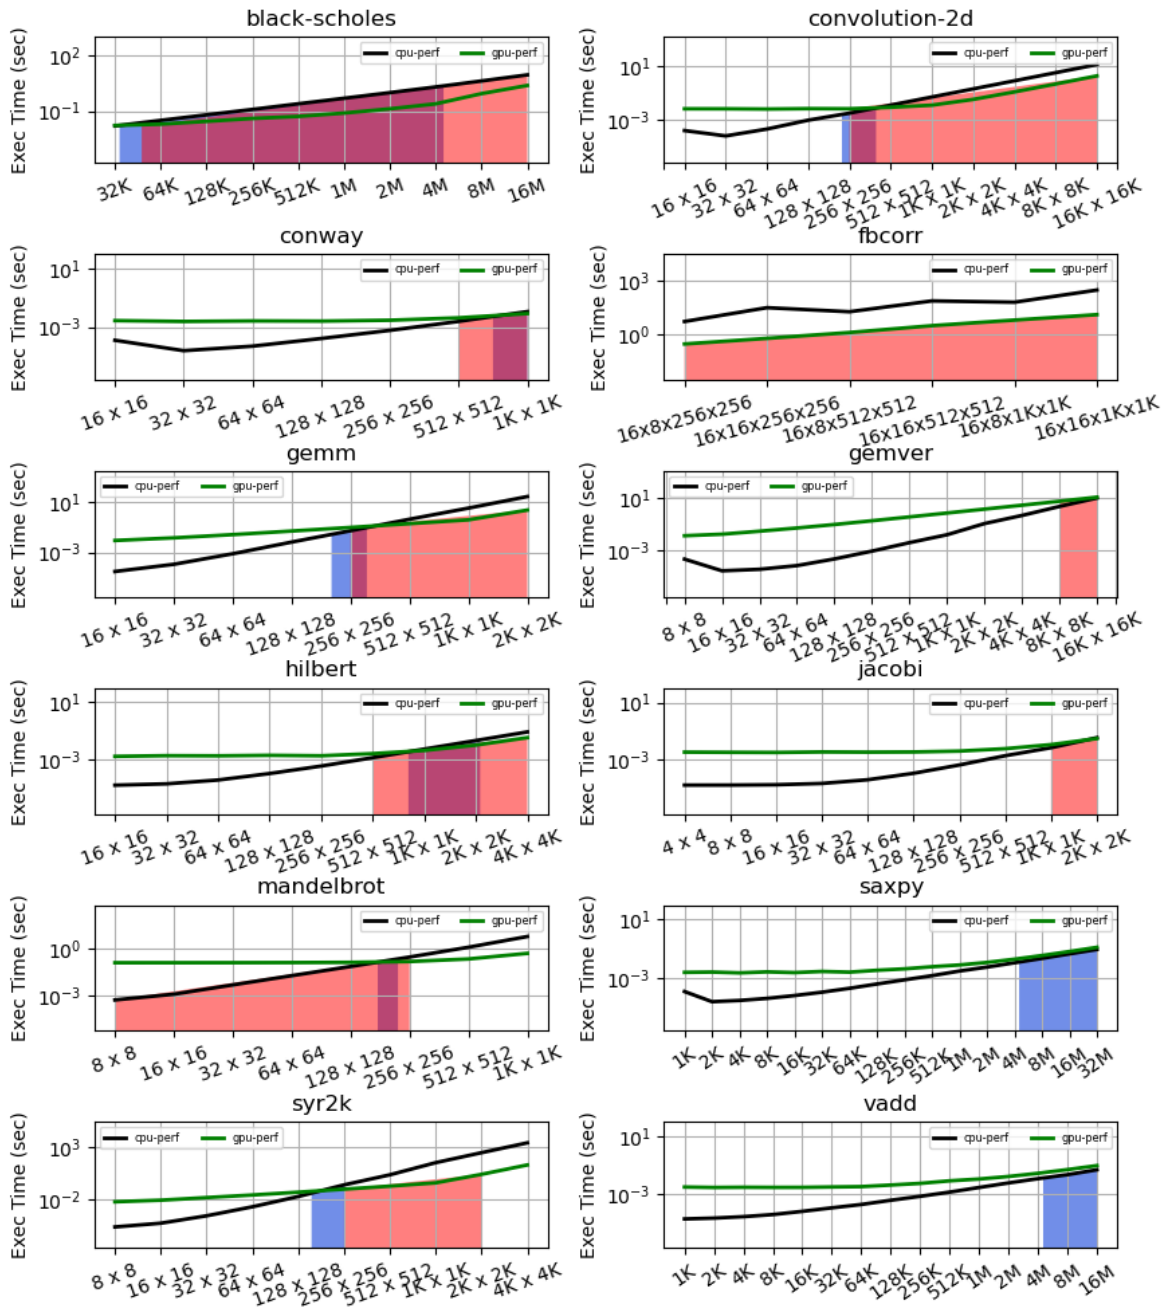 black-scholes
Exec Time (sec)
10^2
10^-1
cpu-perf gpu-perf
32K 64K 128K 256K 512K 1M 2M 4M 8M 16M
convolution-2d
Exec Time (sec)
10^1
10^-3
cpu-perf gpu-perf
16 x 16 32 x 32 64 x 64 128 x 128 256 x 256 512 x 512 1K x 1K 2K x 2K 4K x 4K 8K x 8K 16K x 16K
conway
Exec Time (sec)
10^1
10^-3
cpu-perf gpu-perf
16 x 16 32 x 32 64 x 64 128 x 128 256 x 256 512 x 512 1K x 1K
fbcorr
Exec Time (sec)
10^3
10^0
cpu-perf gpu-perf
16x8x256x256 16x16x256x256 16x8x512x512 16x16x512x512 16x8x1Kx1K 16x16x1Kx1K
gemm
Exec Time (sec)
10^1
10^-3
cpu-perf gpu-perf
16 x 16 32 x 32 64 x 64 128 x 128 256 x 256 512 x 512 1K x 1K 2K x 2K
gemver
Exec Time (sec)
10^1
10^-3
cpu-perf gpu-perf
8 x 8 16 x 16 32 x 32 64 x 64 128 x 128 256 x 256 512 x 512 1K x 1K 2K x 2K 4K x 4K 8K x 8K 16K x 16K
hilbert
Exec Time (sec)
10^1
10^-3
cpu-perf gpu-perf
16 x 16 32 x 32 64 x 64 128 x 128 256 x 256 512 x 512 1K x 1K 2K x 2K 4K x 4K
jacobi
Exec Time (sec)
10^1
10^-3
cpu-perf gpu-perf
4 x 4 8 x 8 16 x 16 32 x 32 64 x 64 128 x 128 256 x 256 512 x 512 1K x 1K 2K x 2K
mandelbrot
Exec Time (sec)
10^0
10^-3
cpu-perf gpu-perf
8 x 8 16 x 16 32 x 32 64 x 64 128 x 128 256 x 256 512 x 512 1K x 1K
saxpy
Exec Time (sec)
10^1
10^-3
cpu-perf gpu-perf
1K 2K 4K 8K 16K 32K 64K 128K 256K 512K 1M 2M 4M 8M 16M 32M
syr2k
Exec Time (sec)
10^3
10^-2
cpu-perf gpu-perf
8 x 8 16 x 16 32 x 32 64 x 64 128 x 128 256 x 256 512 x 512 1K x 1K 2K x 2K 4K x 4K
vadd
Exec Time (sec)
10^1
10^-3
cpu-perf gpu-perf
1K 2K 4K 8K 16K 32K 64K 128K 256K 512K 1M 2M 4M 8M 16M